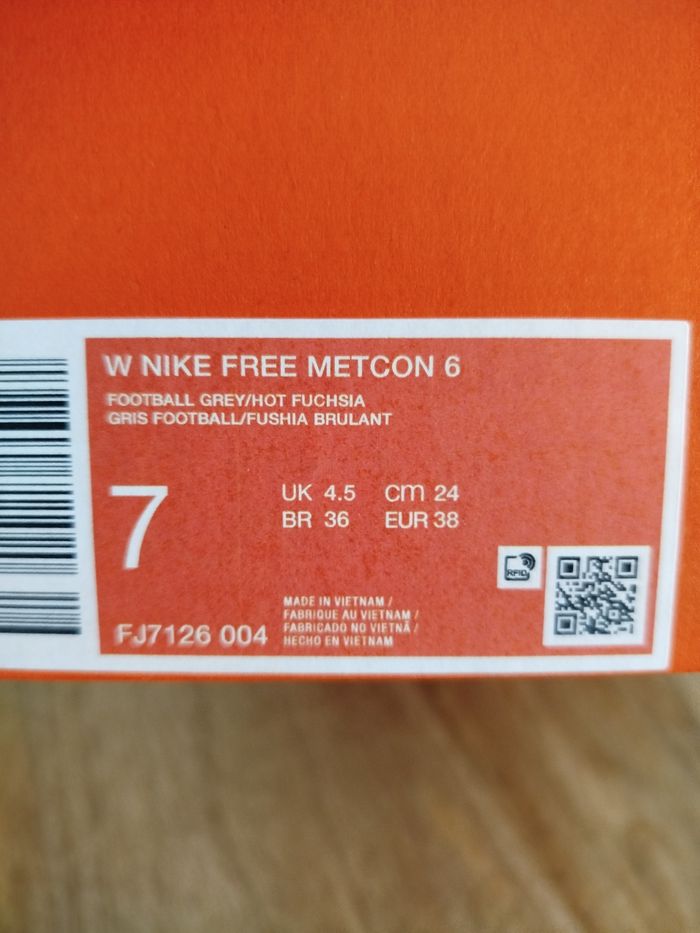 W NIKE FREE METCON 6
FOOTBALL GREY/HOT FUCHSIA
GRIS FOOTBALL/FUSHIA BRULANT
7
UK 4.5 cm 24
BR 36 EUR 38
RFID
FJ7126 004
MADE IN VIETNAM /
FABRIQUE AU VIETNAM /
FABRICADO NO VIETNÃ /
HECHO EN VIETNAM